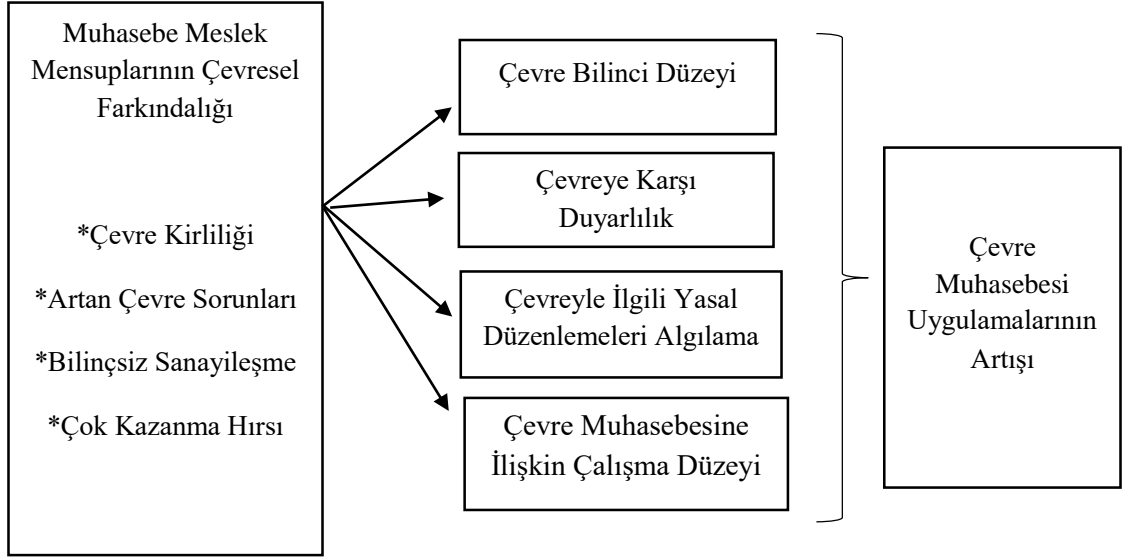 Muhasebe Meslek
Mensuplarının Çevresel
Farkındalığı
*Çevre Kirliliği
*Artan Çevre Sorunları
*Bilinçsiz Sanayileşme
*Çok Kazanma Hırsı
Çevre Bilinci Düzeyi
Çevreye Karşı
Duyarlılık
Çevreyle İlgili Yasal
Düzenlemeleri Algılama
Çevre Muhasebesine
İlişkin Çalışma Düzeyi
Çevre
Muhasebesi
Uygulamalarının
Artışı